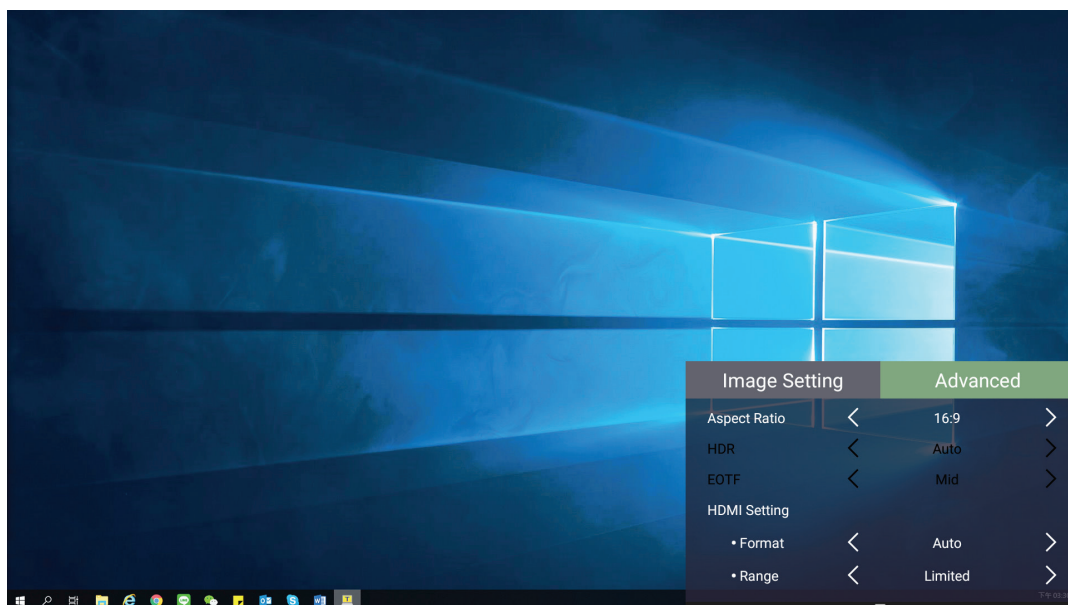 Image Setting Advanced
Aspect Ratio 16:9
HDR Auto
EOTF Mid
HDMI Setting
• Format Auto
• Range Limited